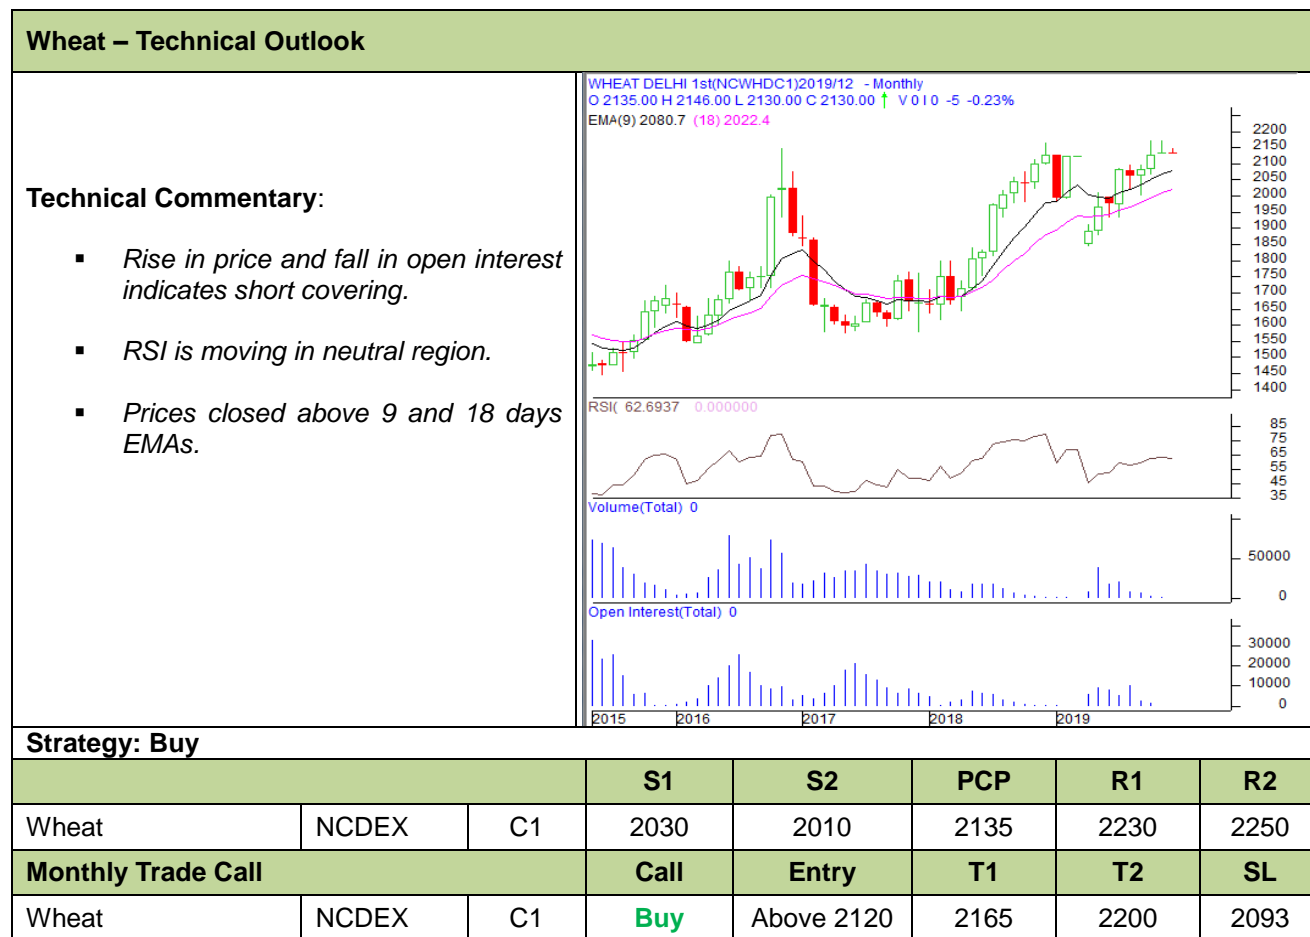 Wheat – Technical Outlook
Technical Commentary:
▪ Rise in price and fall in open interest
indicates short covering.
▪ RSI is moving in neutral region.
▪ Prices closed above 9 and 18 days
EMAs.
WHEAT DELHI 1st(NCWHDC1)2019/12 - Monthly
O 2135.00 H 2146.00 L 2130.00 C 2130.00 ↑ V 0 I 0 -5 -0.23%
EMA(9) 2080.7 (18) 2022.4
2200
2150
2100
2050
2000
1950
1900
1850
1800
1750
1700
1650
1600
1550
1500
1450
1400
RSI( 62.6937 0.000000
85
75
65
55
45
35
Volume(Total) 0
50000
0
Open Interest(Total) 0
30000
20000
10000
0
2015 2016 2017 2018 2019
Strategy: Buy
S1 S2 PCP R1 R2
Wheat NCDEX C1 2030 2010 2135 2230 2250
Monthly Trade Call Call Entry T1 T2 SL
Wheat NCDEX C1 Buy Above 2120 2165 2200 2093